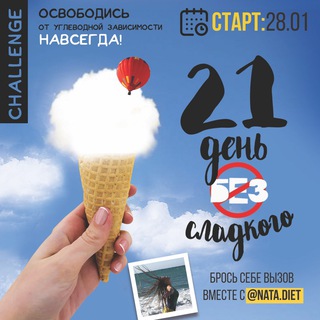 CHALLENGE
ОСВОБОДИСЬ
ОТ УГЛЕВОДНОЙ ЗАВИСИМОСТИ
НАВСЕГДА!
СТАРТ:28.01
21
день
БЕЗ
сладкого
БРОСЬ СЕБЕ ВЫЗОВ
ВМЕСТЕ С @NATA.DIET